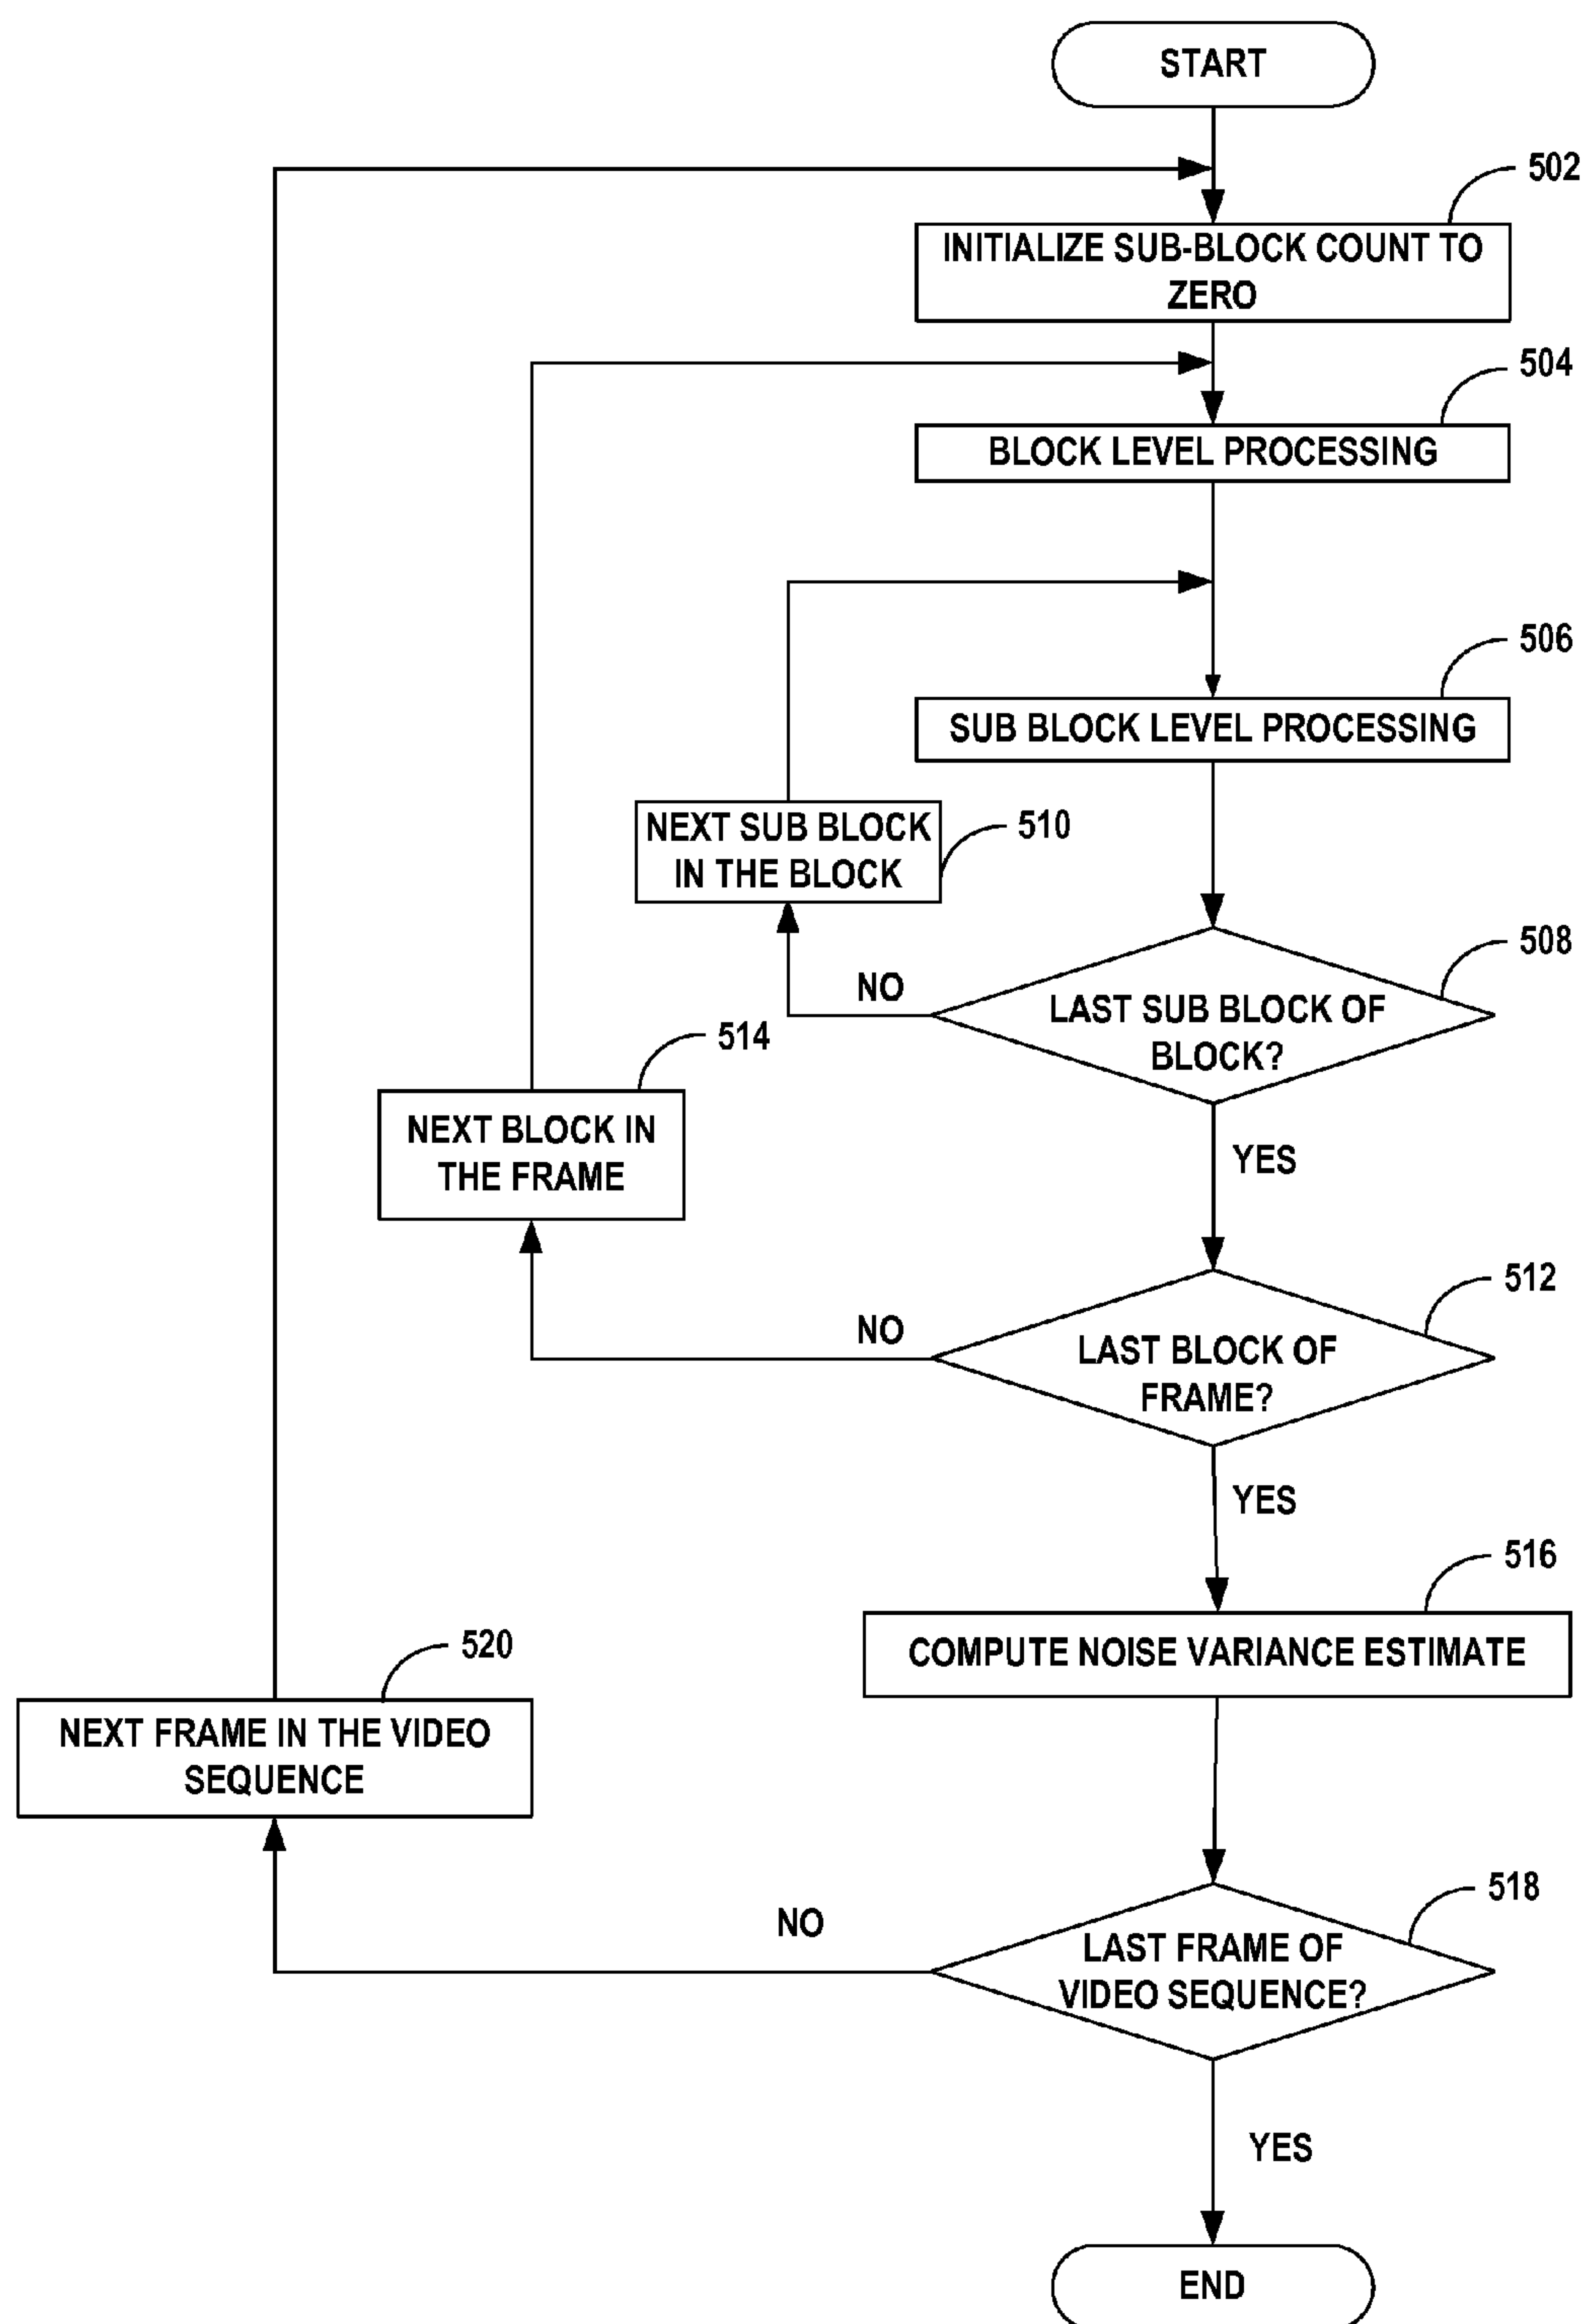 START
502
INITIALIZE SUB-BLOCK COUNT TO
ZERO
504
BLOCK LEVEL PROCESSING
506
SUB BLOCK LEVEL PROCESSING
NEXT SUB BLOCK
IN THE BLOCK
510
508
NO
LAST SUB BLOCK OF
BLOCK?
514
NEXT BLOCK IN
THE FRAME
YES
512
NO
LAST BLOCK OF
FRAME?
YES
516
COMPUTE NOISE VARIANCE ESTIMATE
520
NEXT FRAME IN THE VIDEO
SEQUENCE
518
NO
LAST FRAME OF
VIDEO SEQUENCE?
YES
END